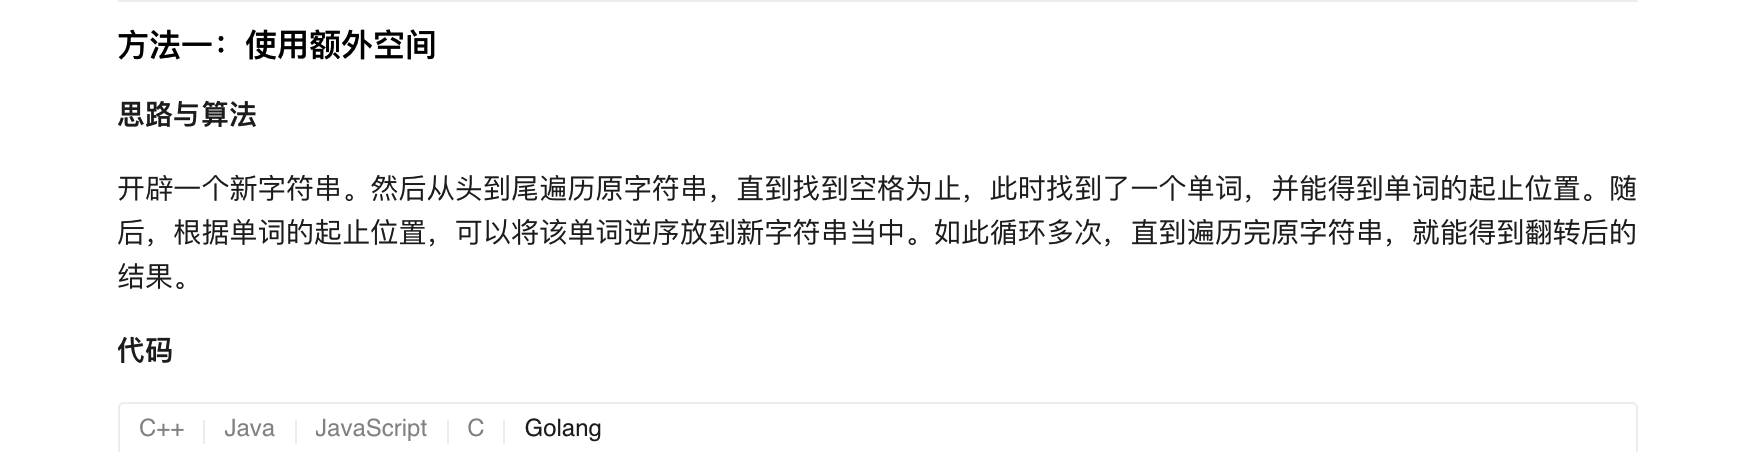 方法一：使用额外空间
思路与算法
开辟一个新字符串。然后从头到尾遍历原字符串，直到找到空格为止，此时找到了一个单词，并能得到单词的起止位置。随
后，根据单词的起止位置，可以将该单词逆序放到新字符串当中。如此循环多次，直到遍历完原字符串，就能得到翻转后的
结果。
代码
C++ Java JavaScript C Golang